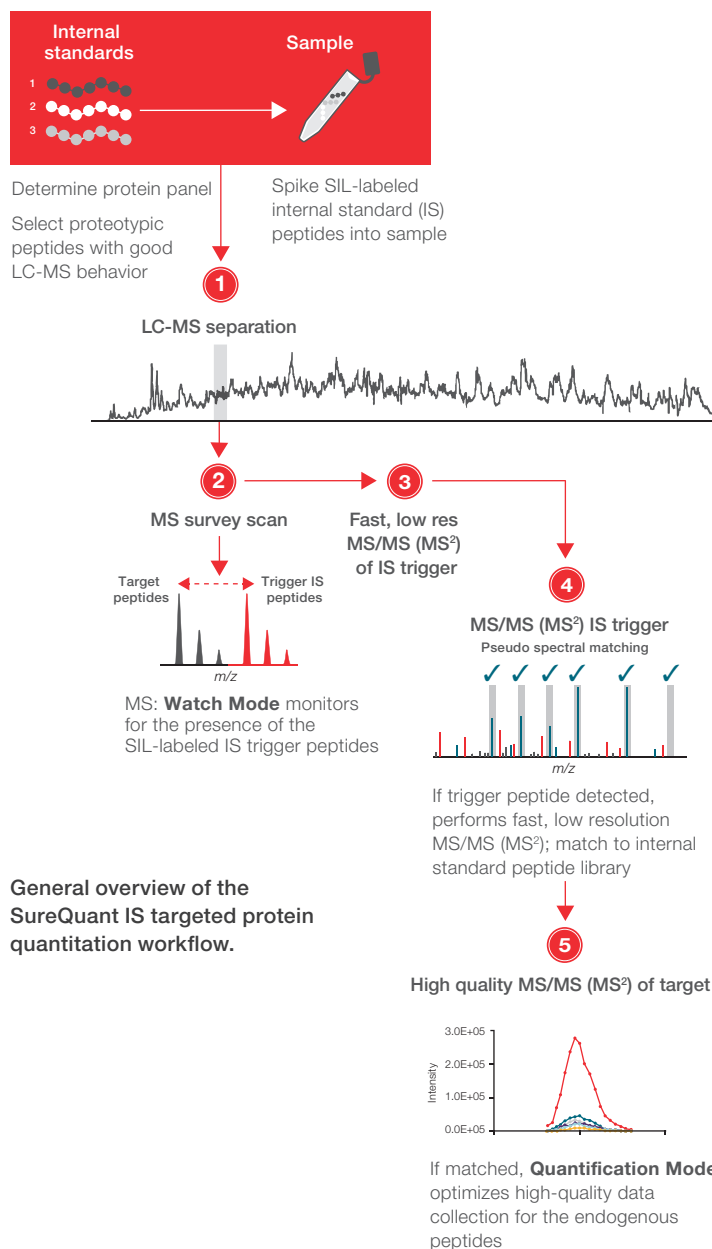 Internal
standards
Sample
1
2
3
Determine protein panel
Select proteotypic
peptides with good
LC-MS behavior
Spike SIL-labeled
internal standard (IS)
peptides into sample
1
LC-MS separation
2
MS survey scan
3
Fast, low res
MS/MS (MS²)
of IS trigger
Target
peptides
Trigger IS
peptides
m/z
MS: Watch Mode monitors
for the presence of the
SIL-labeled IS trigger peptides
4
MS/MS (MS²) IS trigger
Pseudo spectral matching
m/z
If trigger peptide detected,
performs fast, low resolution
MS/MS (MS²); match to internal
standard peptide library
General overview of the
SureQuant IS targeted protein
quantitation workflow.
5
High quality MS/MS (MS²) of target
3.0E+05
2.0E+05
1.0E+05
0.0E+05
Intensity
If matched, Quantification Mode
optimizes high-quality data
collection for the endogenous
peptides